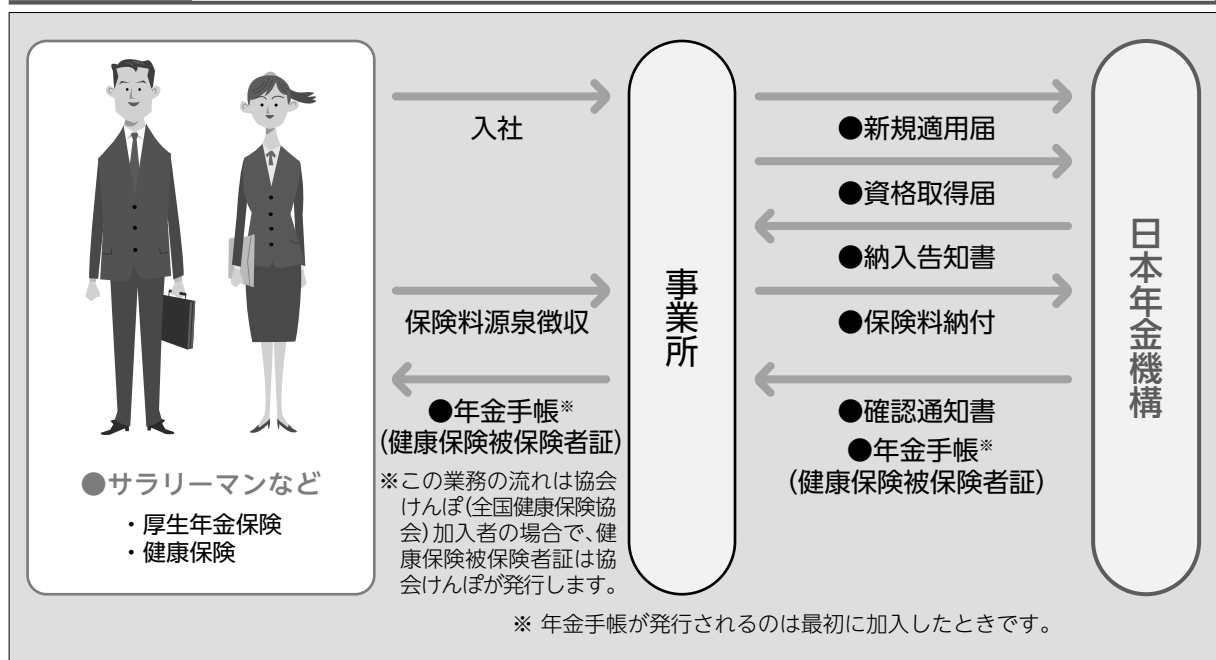 入社
保険料源泉徴収
●年金手帳※
(健康保険被保険者証)
※この業務の流れは協会
けんぽ(全国健康保険協
会)加入者の場合で、健
康保険被保険者証は協
会けんぽが発行します。
●サラリーマンなど
・厚生年金保険
・健康保険
事業所
●新規適用届
●資格取得届
●納入告知書
●保険料納付
●確認通知書
●年金手帳※
(健康保険被保険者証)
日本年金機構
※ 年金手帳が発行されるのは最初に加入したときです。